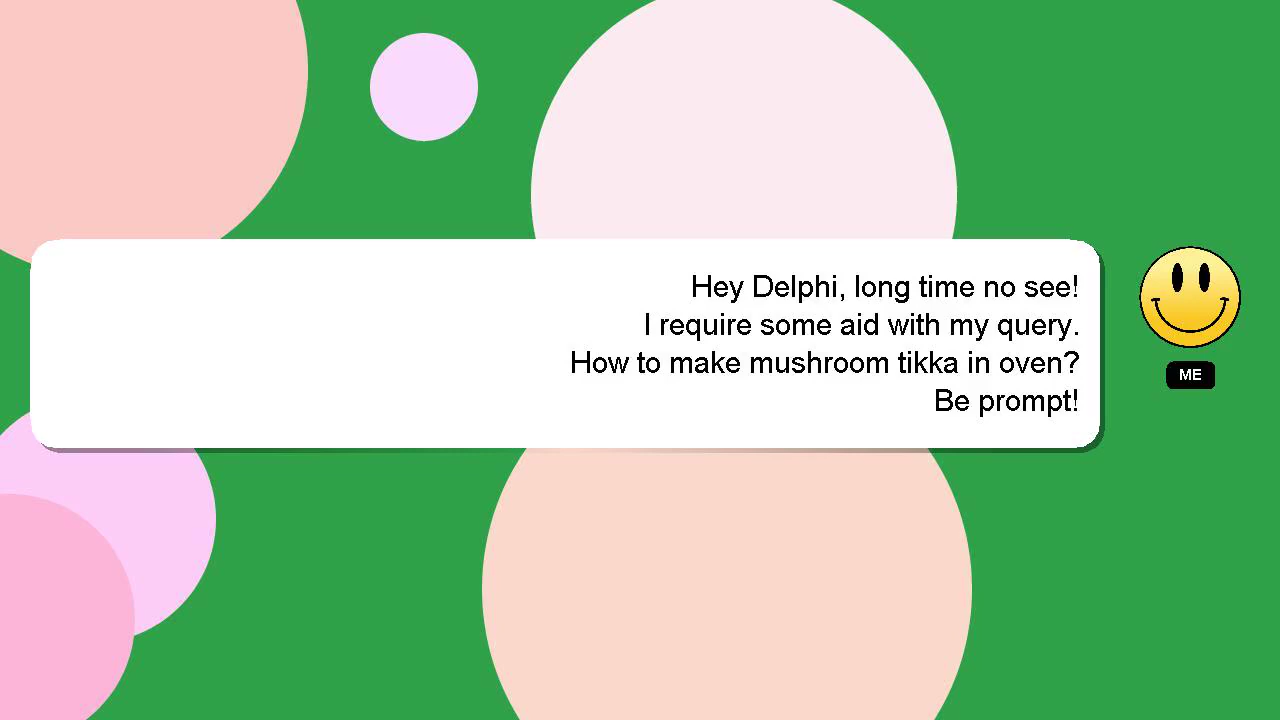 Hey Delphi, long time no see!
I require some aid with my query.
How to make mushroom tikka in oven?
Be prompt!
ME